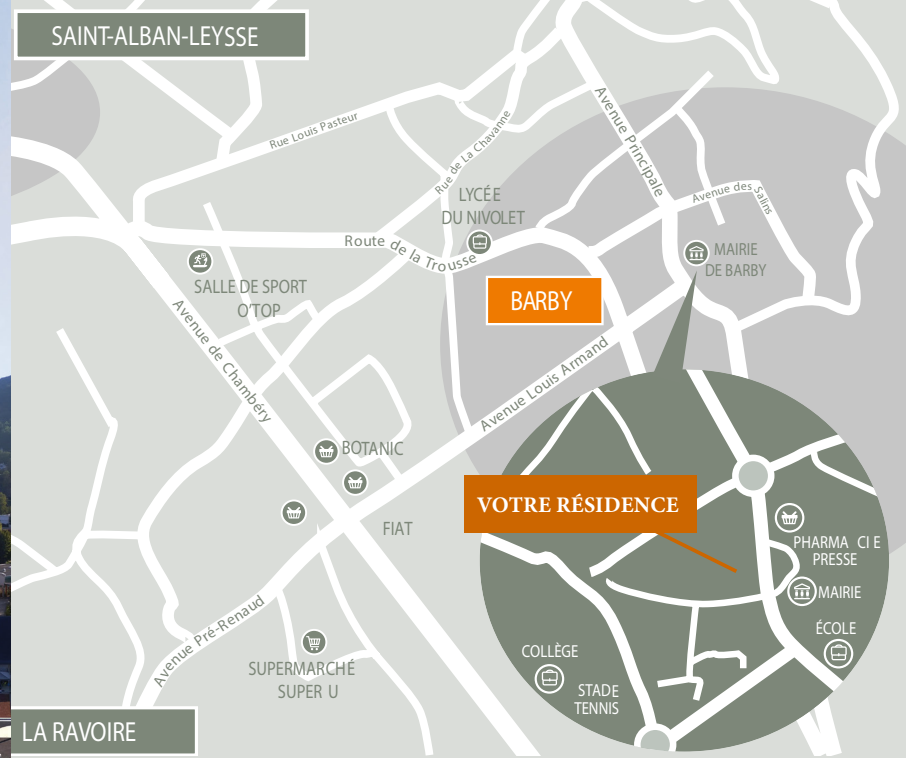 SAINT-ALBAN-LEYSSE
Avenue Principale
Rue Louis Pasteur
Rue de La Chavanne
LYCÉE
DU NIVOLET
Avenue des Salins
Route de la Trousse
MAIRIE
DE BARBY
SALLE DE SPORT
O'TOP
BARBY
Avenue de Chambéry
Avenue Louis Armand
BOTANIC
VOTRE RÉSIDENCE
FIAT
PHARMA CIE
PRESSE
MAIRIE
Avenue Pré-Renaud
ÉCOLE
COLLÈGE
SUPERMARCHÉ
SUPER U
STADE
TENNIS
LA RAVOIRE